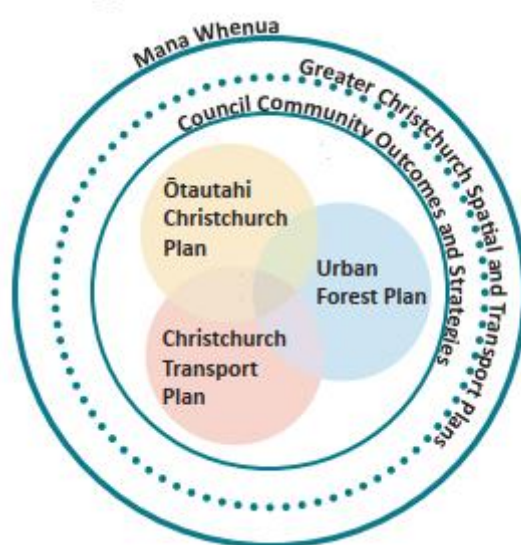 Mana Whenua
Greater Christchurch Spatial and Transport Plans
Council Community Outcomes and Strategies
Ōtautahi
Christchurch
Plan
Urban
Forest Plan
Christchurch
Transport
Plan